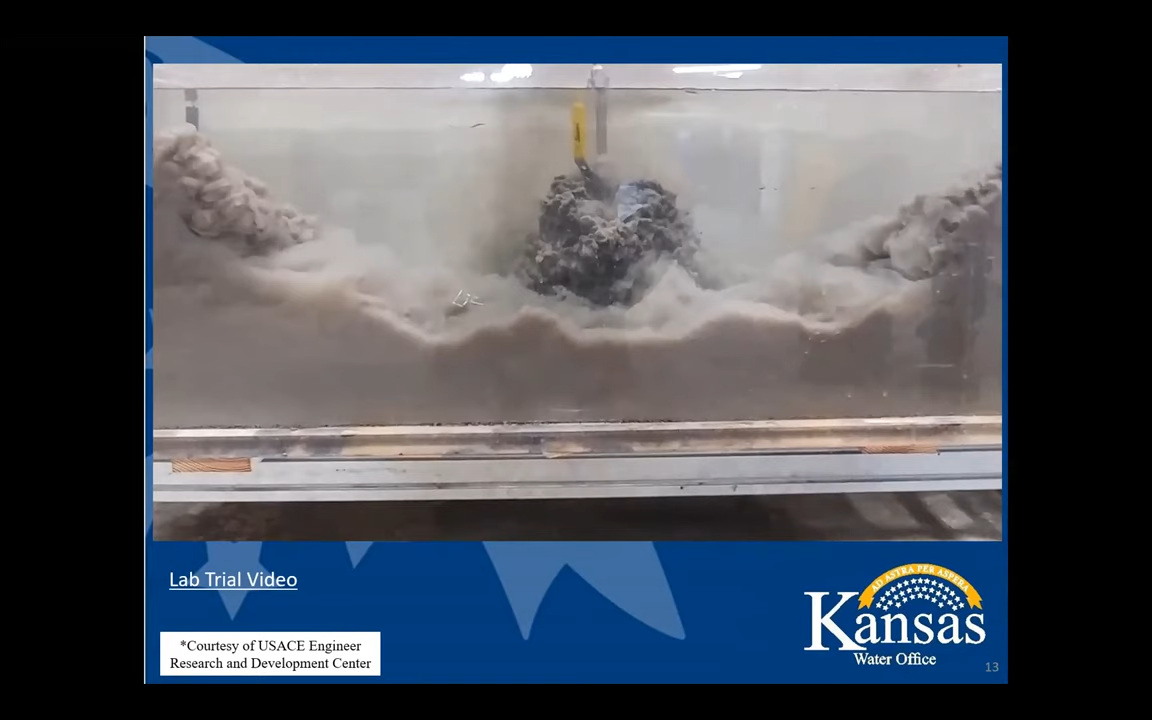 Lab Trial Video
*Courtesy of USACE Engineer
Research and Development Center
AD ASTRA PER ASPERA
Kansas
Water Office
13